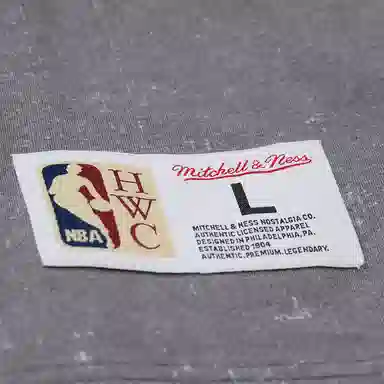 NBA
H
W
C
Mitchell & Ness
L
MITCHELL & NESS NOSTALGIA CO.
AUTHENTIC LICENSED APPAREL
DESIGNED IN PHILADELPHIA, PA.
ESTABLISHED 1904
AUTHENTIC. PREMIUM. LEGENDARY.